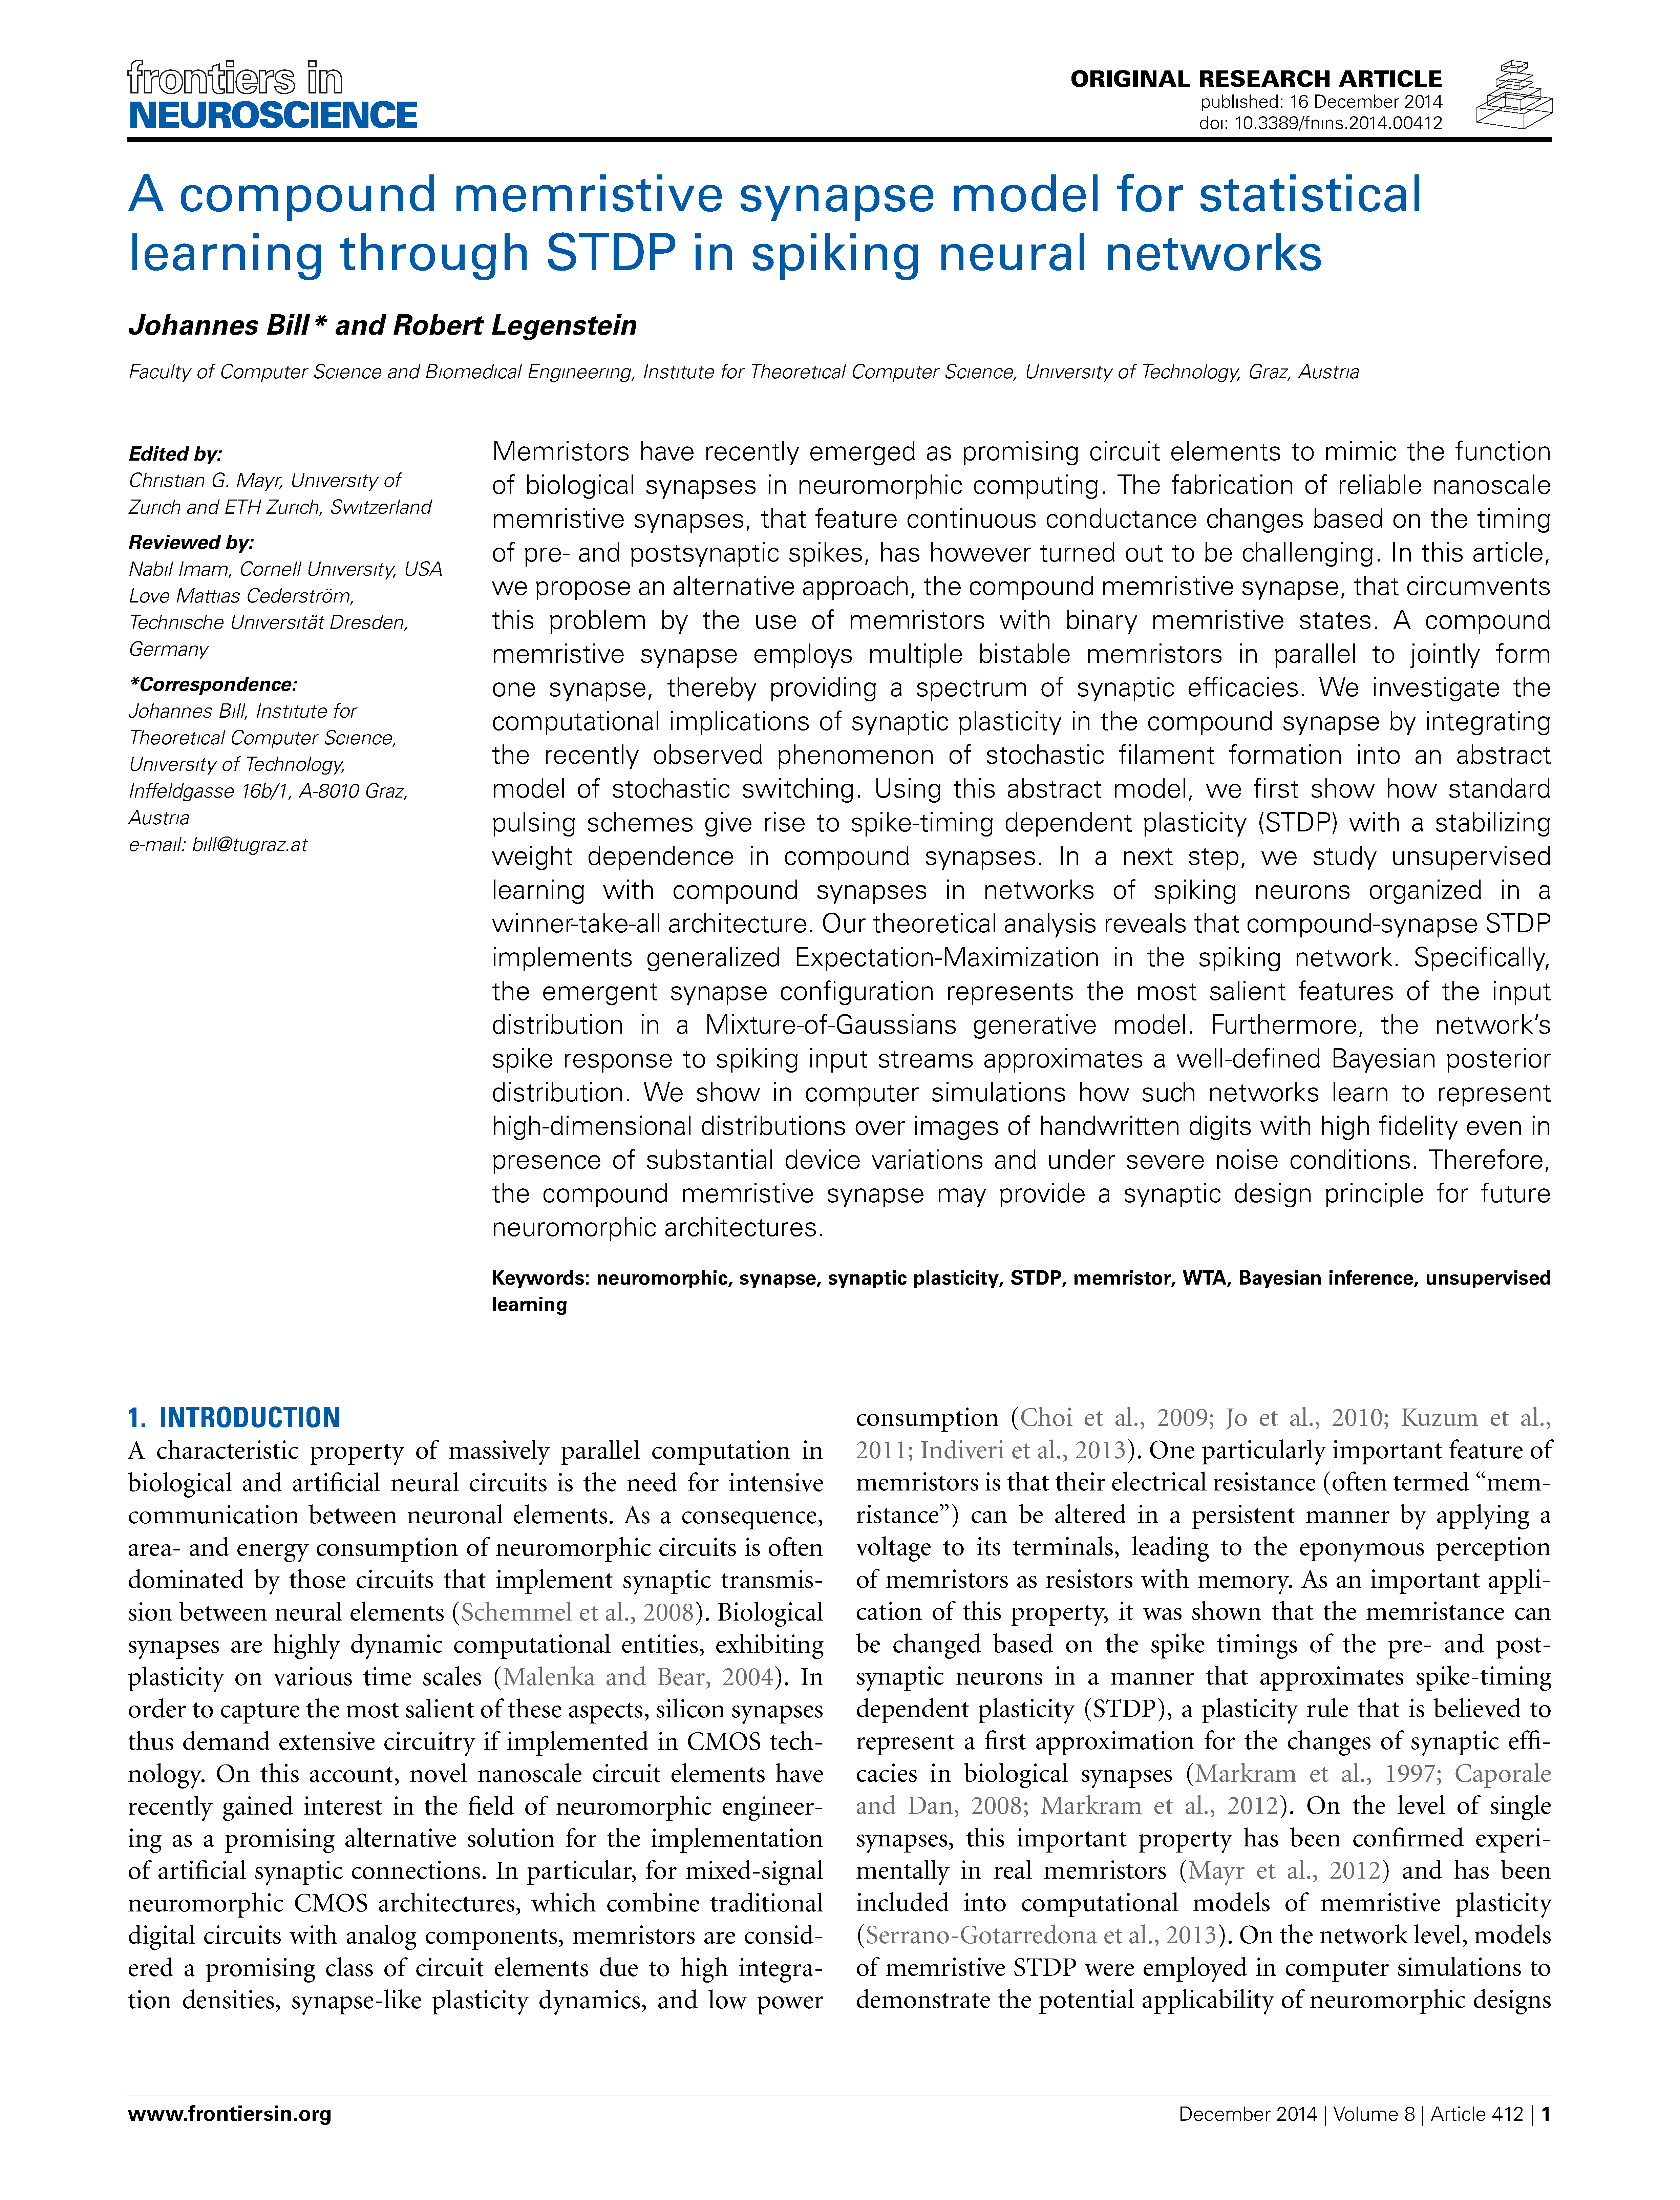 frontiers in
NEUROSCIENCE
ORIGINAL RESEARCH ARTICLE
published: 16 December 2014
doi: 10.3389/fnins.2014.00412
A compound memristive synapse model for statistical
learning through STDP in spiking neural networks
Johannes Bill* and Robert Legenstein
Faculty of Computer Science and Biomedical Engineering, Institute for Theoretical Computer Science, University of Technology, Graz, Austria
Edited by:
Christian G. Mayr, University of
Zurich and ETH Zurich, Switzerland
Reviewed by:
Nabil Imam, Cornell University, USA
Love Mattias Cederström,
Technische Universität Dresden,
Germany
*Correspondence:
Johannes Bill, Institute for
Theoretical Computer Science,
University of Technology,
Inffeldgasse 16b/1, A-8010 Graz,
Austria
e-mail: bill@tugraz.at
Memristors have recently emerged as promising circuit elements to mimic the function
of biological synapses in neuromorphic computing. The fabrication of reliable nanoscale
memristive synapses, that feature continuous conductance changes based on the timing
of pre- and postsynaptic spikes, has however turned out to be challenging. In this article,
we propose an alternative approach, the compound memristive synapse, that circumvents
this problem by the use of memristors with binary memristive states. A compound
memristive synapse employs multiple bistable memristors in parallel to jointly form
one synapse, thereby providing a spectrum of synaptic efficacies. We investigate the
computational implications of synaptic plasticity in the compound synapse by integrating
the recently observed phenomenon of stochastic filament formation into an abstract
model of stochastic switching. Using this abstract model, we first show how standard
pulsing schemes give rise to spike-timing dependent plasticity (STDP) with a stabilizing
weight dependence in compound synapses. In a next step, we study unsupervised
learning with compound synapses in networks of spiking neurons organized in a
winner-take-all architecture. Our theoretical analysis reveals that compound-synapse STDP
implements generalized Expectation-Maximization in the spiking network. Specifically,
the emergent synapse configuration represents the most salient features of the input
distribution in a Mixture-of-Gaussians generative model. Furthermore, the network's
spike response to spiking input streams approximates a well-defined Bayesian posterior
distribution. We show in computer simulations how such networks learn to represent
high-dimensional distributions over images of handwritten digits with high fidelity even in
presence of substantial device variations and under severe noise conditions. Therefore,
the compound memristive synapse may provide a synaptic design principle for future
neuromorphic architectures.
Keywords: neuromorphic, synapse, synaptic plasticity, STDP, memristor, WTA, Bayesian inference, unsupervised
learning
1. INTRODUCTION
A characteristic property of massively parallel computation in
biological and artificial neural circuits is the need for intensive
communication between neuronal elements. As a consequence,
area- and energy consumption of neuromorphic circuits is often
dominated by those circuits that implement synaptic transmis-
sion between neural elements (Schemmel et al., 2008). Biological
synapses are highly dynamic computational entities, exhibiting
plasticity on various time scales (Malenka and Bear, 2004). In
order to capture the most salient of these aspects, silicon synapses
thus demand extensive circuitry if implemented in CMOS tech-
nology. On this account, novel nanoscale circuit elements have
recently gained interest in the field of neuromorphic engineer-
ing as a promising alternative solution for the implementation
of artificial synaptic connections. In particular, for mixed-signal
neuromorphic CMOS architectures, which combine traditional
digital circuits with analog components, memristors are consid-
ered a promising class of circuit elements due to high integra-
tion densities, synapse-like plasticity dynamics, and low power
consumption (Choi et al., 2009; Jo et al., 2010; Kuzum et al.,
2011; Indiveri et al., 2013). One particularly important feature of
memristors is that their electrical resistance (often termed “mem-
ristance”) can be altered in a persistent manner by applying a
voltage to its terminals, leading to the eponymous perception
of memristors as resistors with memory. As an important appli-
cation of this property, it was shown that the memristance can
be changed based on the spike timings of the pre- and post-
synaptic neurons in a manner that approximates spike-timing
dependent plasticity (STDP), a plasticity rule that is believed to
represent a first approximation for the changes of synaptic effi-
cacies in biological synapses (Markram et al., 1997; Caporale
and Dan, 2008; Markram et al., 2012). On the level of single
synapses, this important property has been confirmed experi-
mentally in real memristors (Mayr et al., 2012) and has been
included into computational models of memristive plasticity
(Serrano-Gotarredona et al., 2013). On the network level, models
of memristive STDP were employed in computer simulations to
demonstrate the potential applicability of neuromorphic designs
www.frontiersin.org
December 2014 | Volume 8 | Article 412 | 1